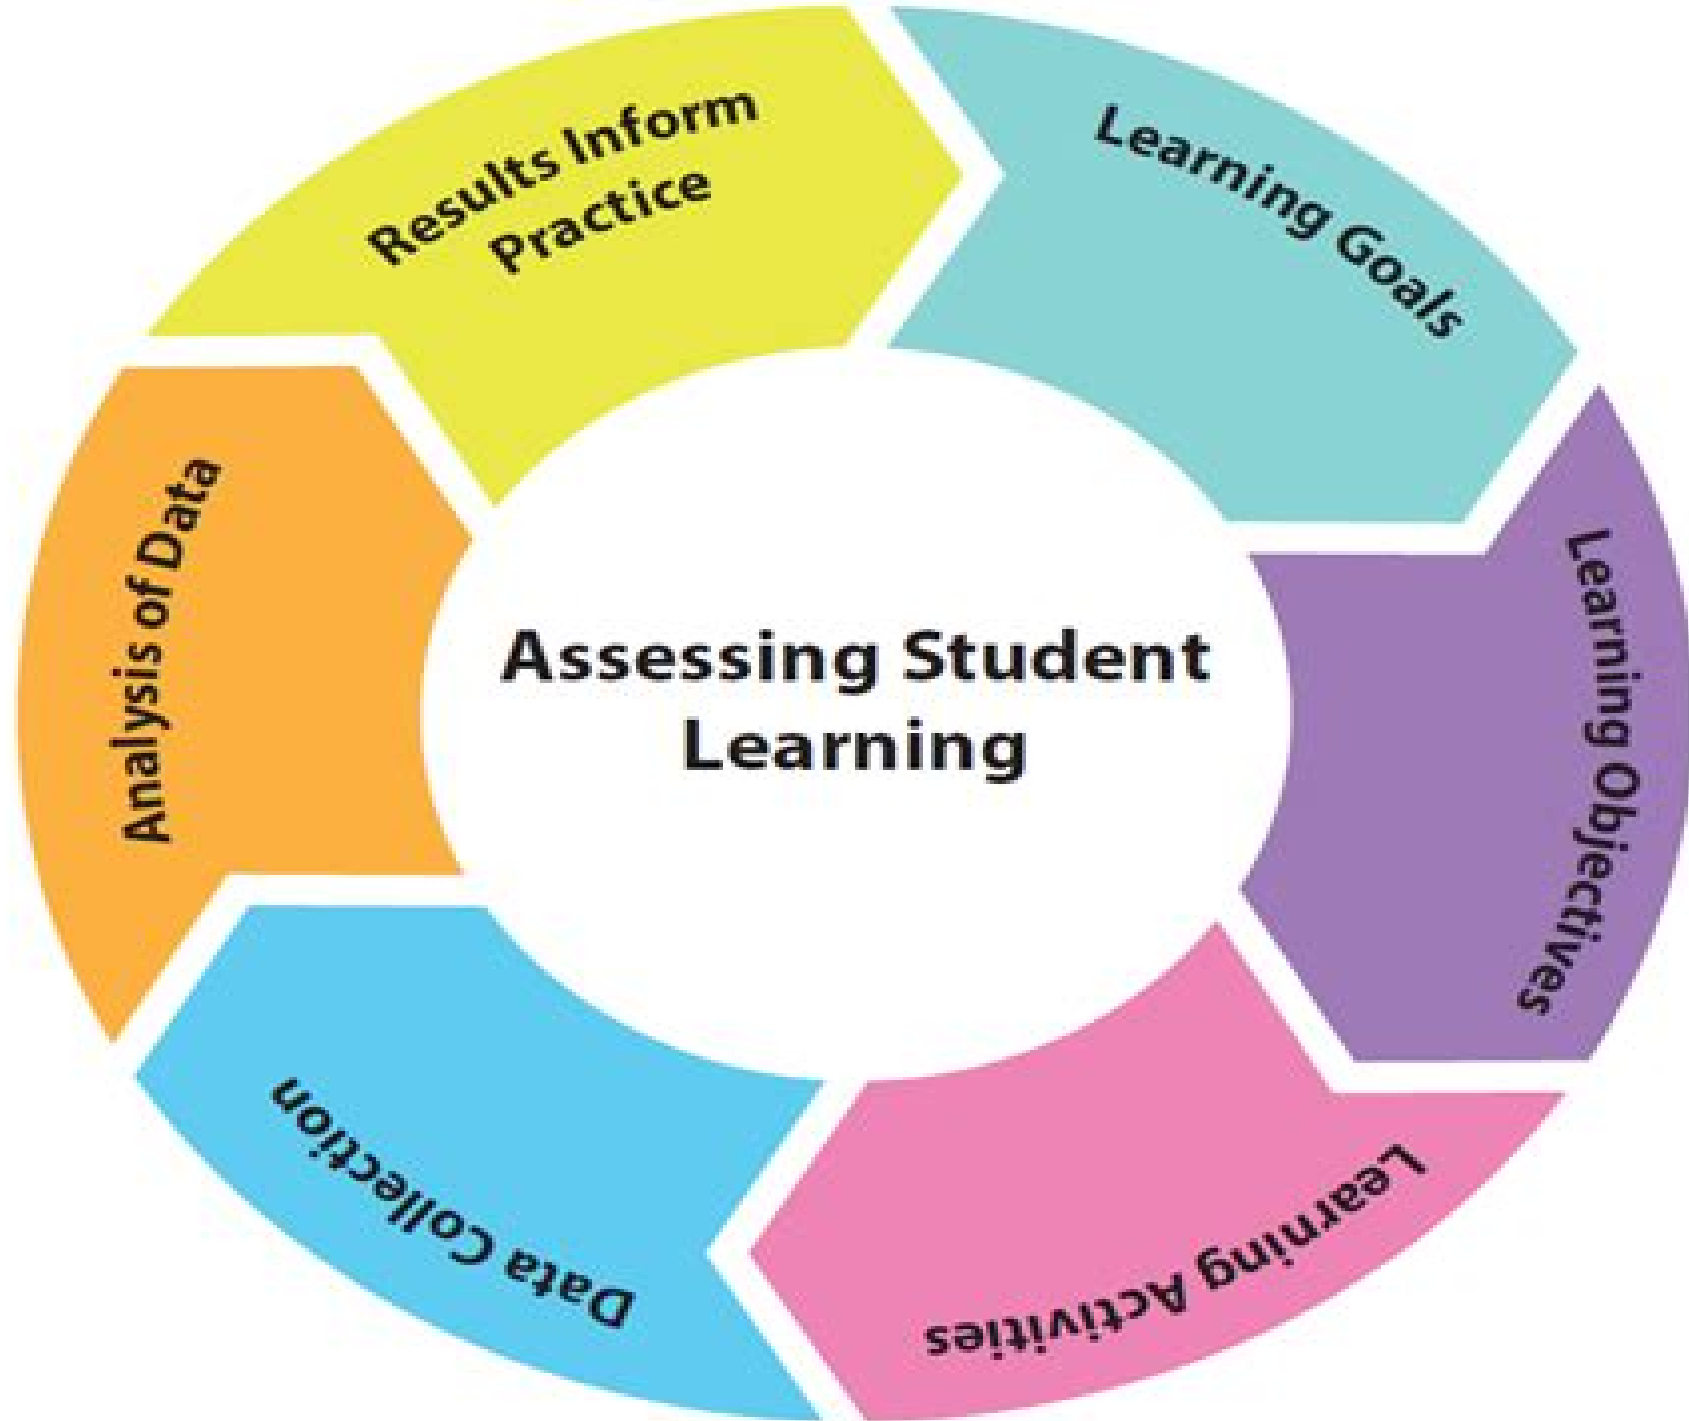 Assessing Student
Learning
Learning Goals
Learning Objectives
Learning Activities
Data Collection
Analysis of Data
Results Inform
Practice